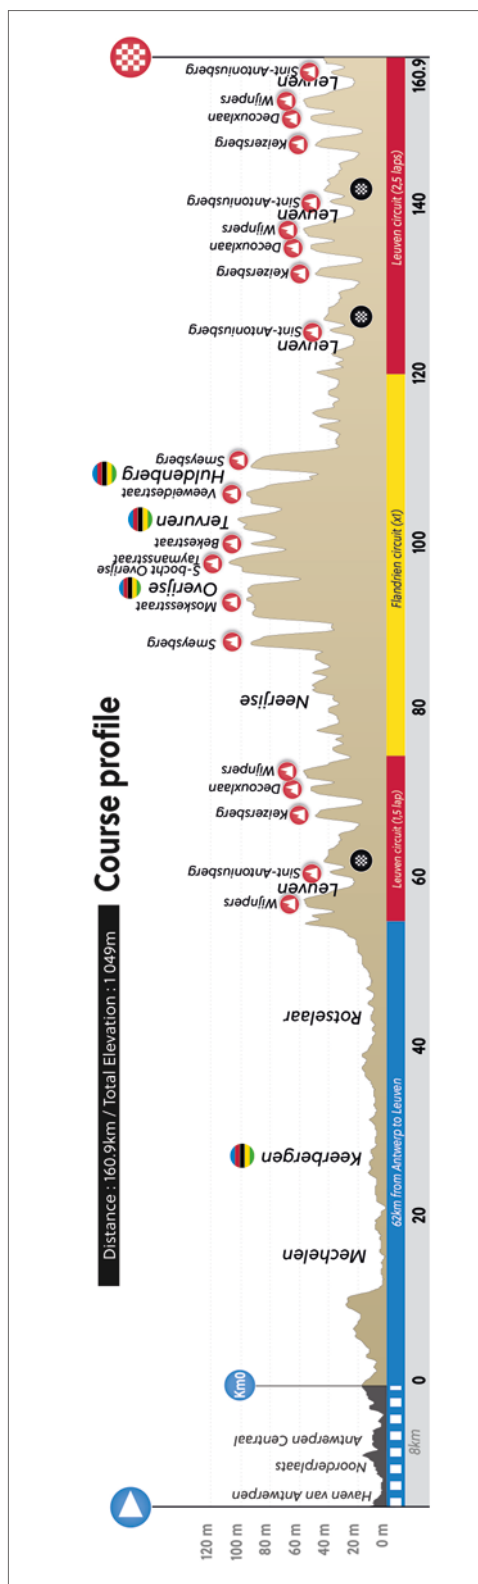 Course profile
Distance : 160.9km / Total Elevation : 1 049m
120 m
100 m
80 m
60 m
40 m
20 m
0 m
Haven van Antwerpen
Noorderplaats
Antwerpen Centraal
Km0
Mechelen
Keerbergen
Rotselaar
Wijnpers
Leuven
Sint-Antoniusberg
Keizersberg
Decouxlaan
Wijnpers
Neerijse
Smeysberg
Moskesstraat
Overijse
S-bocht Overijse
Taymansstraat
Bekestraat
Tervuren
Veeweidestraat
Huldenberg
Smeysberg
Leuven
Sint-Antoniusberg
Keizersberg
Decouxlaan
Wijnpers
Leuven
Sint-Antoniusberg
Keizersberg
Decouxlaan
Wijnpers
Leuven
Sint-Antoniusberg
62km from Antwerp to Leuven
Leuven circuit (1,5 lap)
Flandrien circuit (x1)
Leuven circuit (2,5 laps)
8km
0
20
40
60
80
100
120
140
160.9